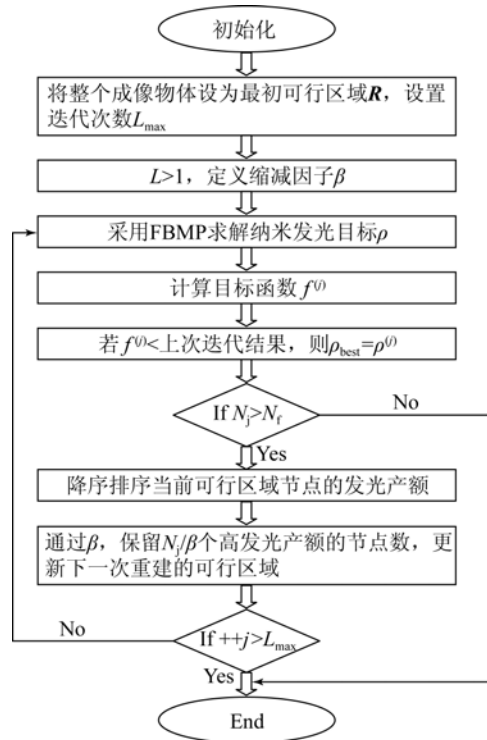 初始化
将整个成像物体设为最初可行区域R，设置
迭代次数Lmax
L>1，定义缩减因子β
采用FBMP求解纳米发光目标ρ
计算目标函数 f(j)
若 f(j)<上次迭代结果，则ρbest=ρ(j)
If Nj>Nf
No
Yes
降序排序当前可行区域节点的发光产额
通过β，保留Nj/β个高发光产额的节点数，更
新下一次重建的可行区域
No
If ++j>Lmax
Yes
End